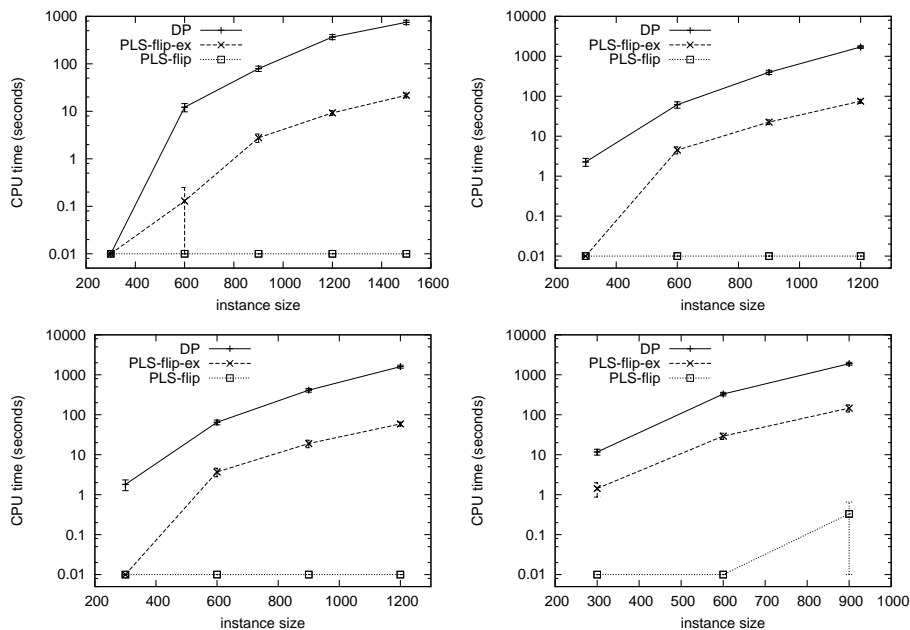 1000
100
10
1
0.1
0.01
200 400 600 800 1000 1200 1400 1600
CPU time (seconds)
instance size
DP
PLS-flip-ex
PLS-flip
10000
1000
100
10
1
0.1
0.01
200 400 600 800 1000 1200
CPU time (seconds)
instance size
DP
PLS-flip-ex
PLS-flip
10000
1000
100
10
1
0.1
0.01
200 400 600 800 1000 1200
CPU time (seconds)
instance size
DP
PLS-flip-ex
PLS-flip
10000
1000
100
10
1
0.1
0.01
200 300 400 500 600 700 800 900 1000
CPU time (seconds)
instance size
DP
PLS-flip-ex
PLS-flip